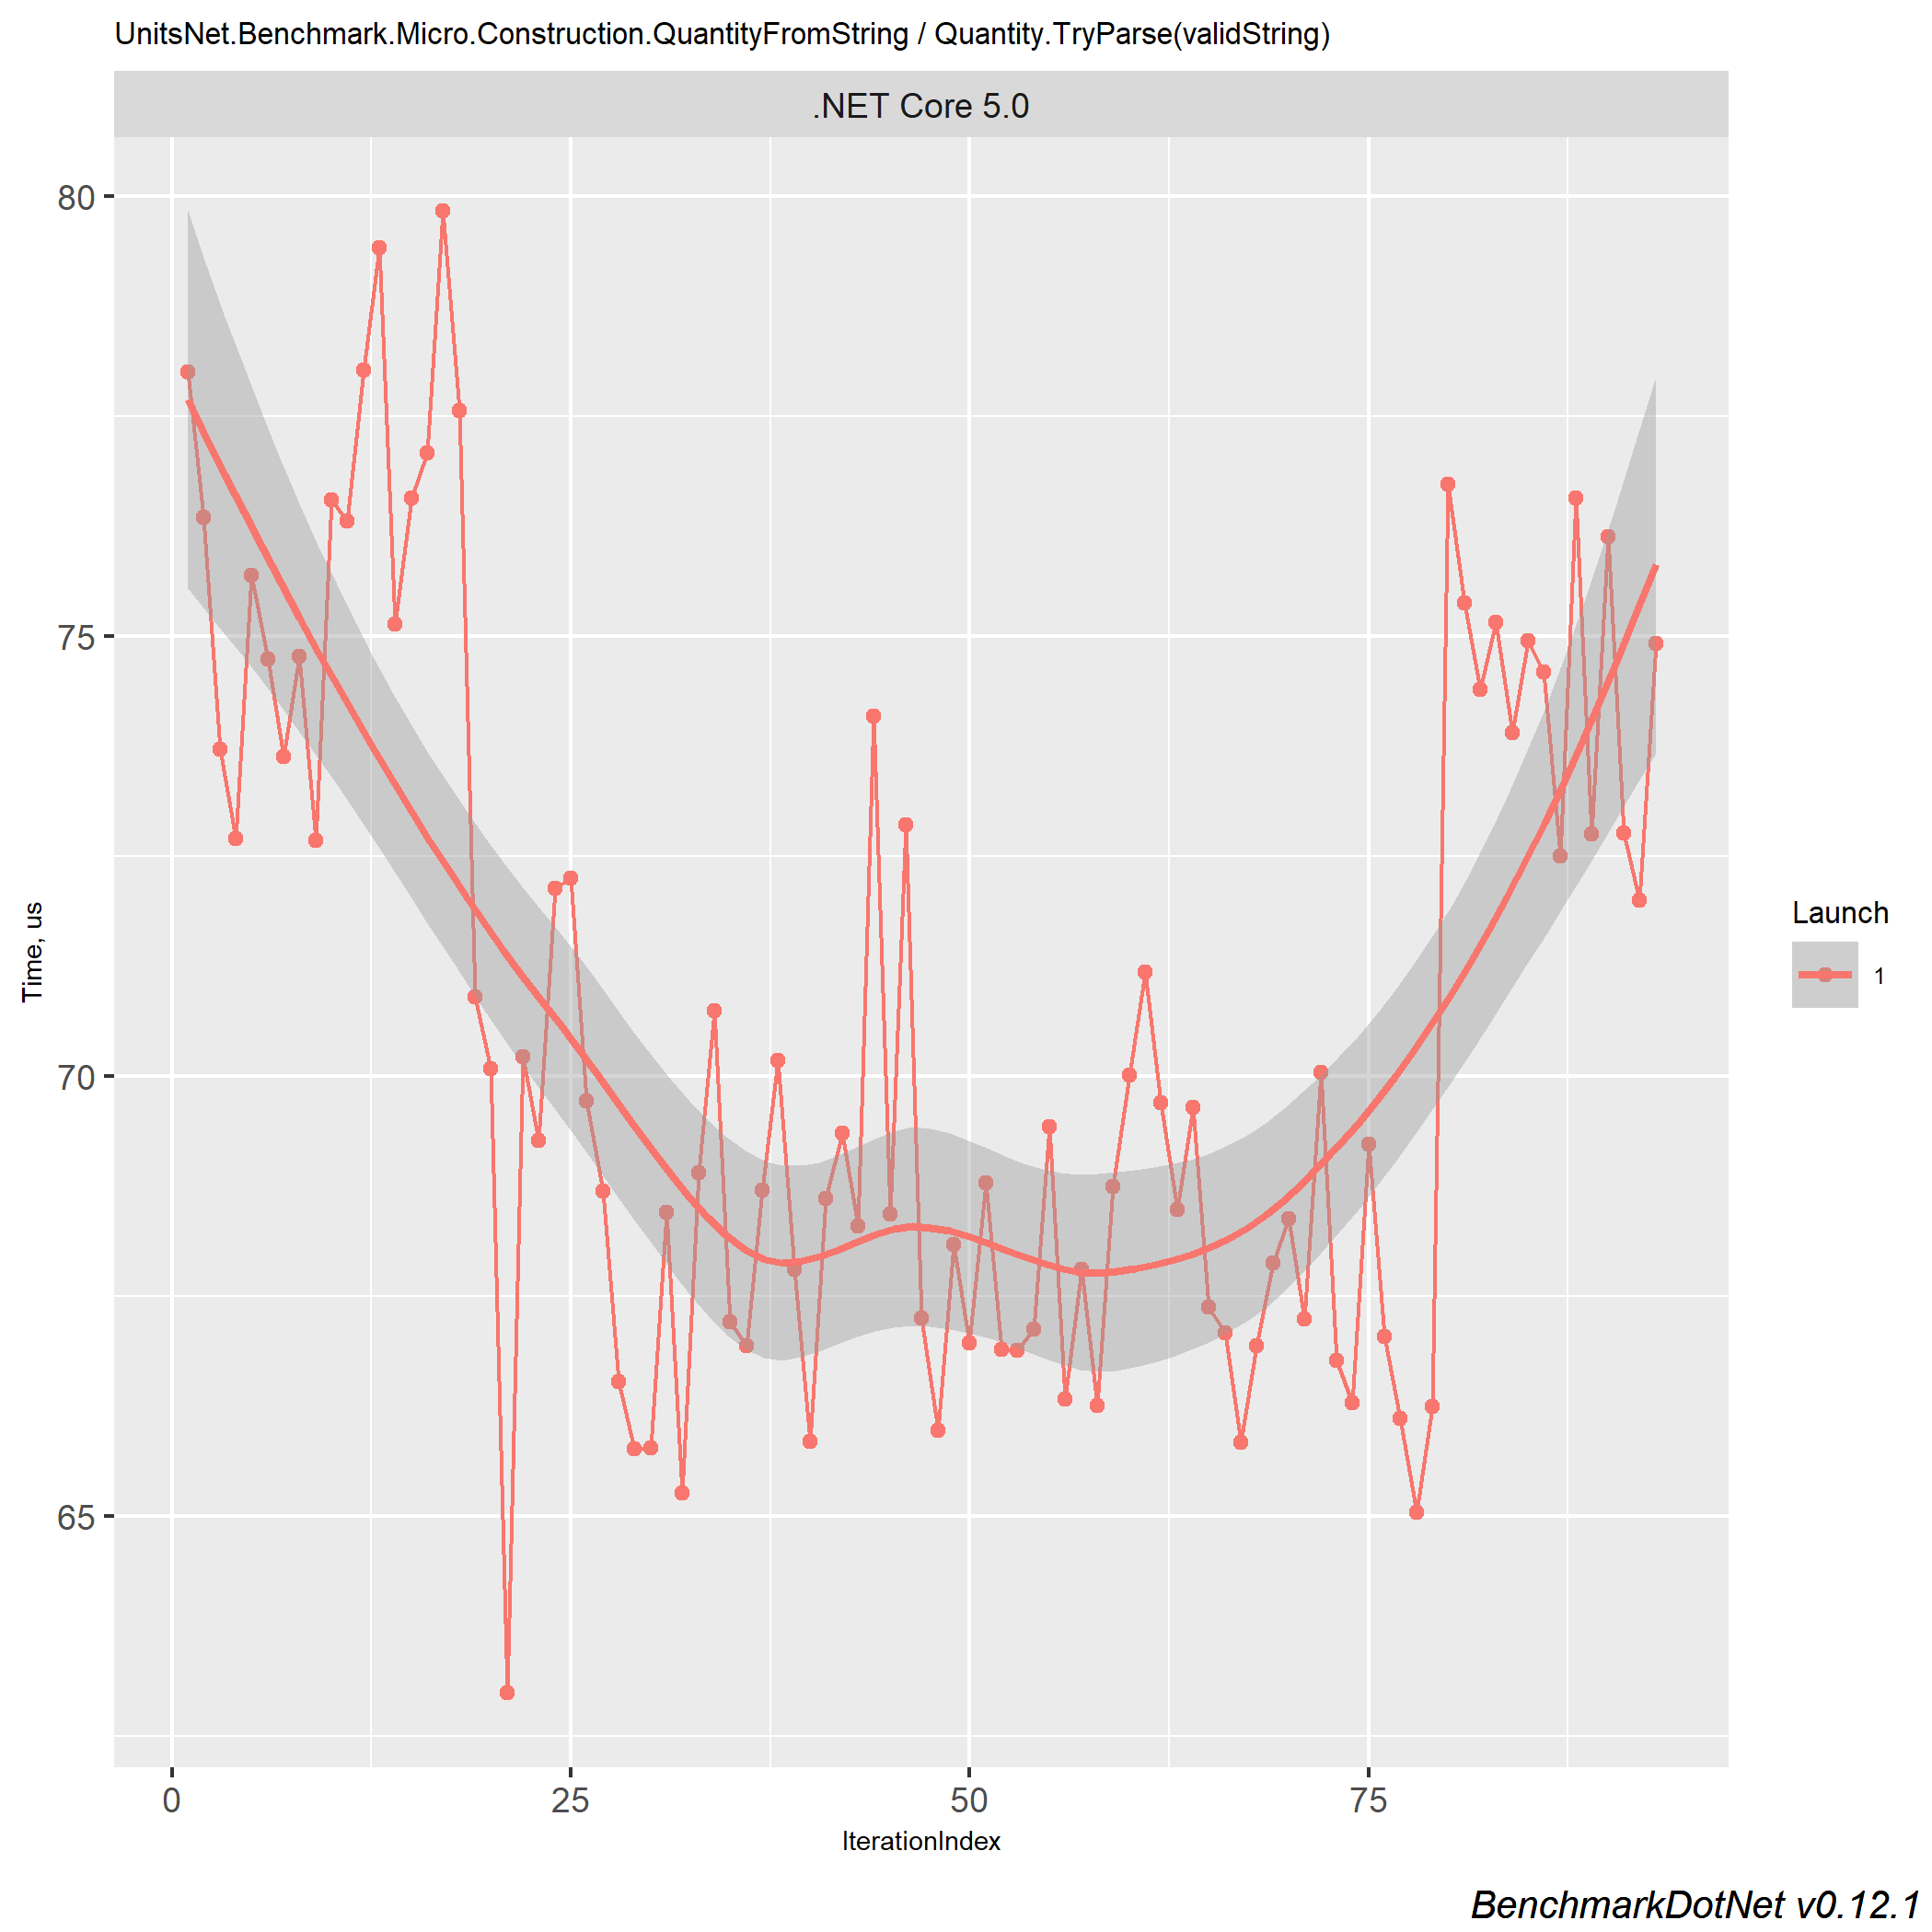 UnitsNet.Benchmark.Micro.Construction.QuantityFromString / Quantity.TryParse(validString)
.NET Core 5.0
80
75
70
65
Time, us
0 25 50 75
IterationIndex
Launch
1
BenchmarkDotNet v0.12.1